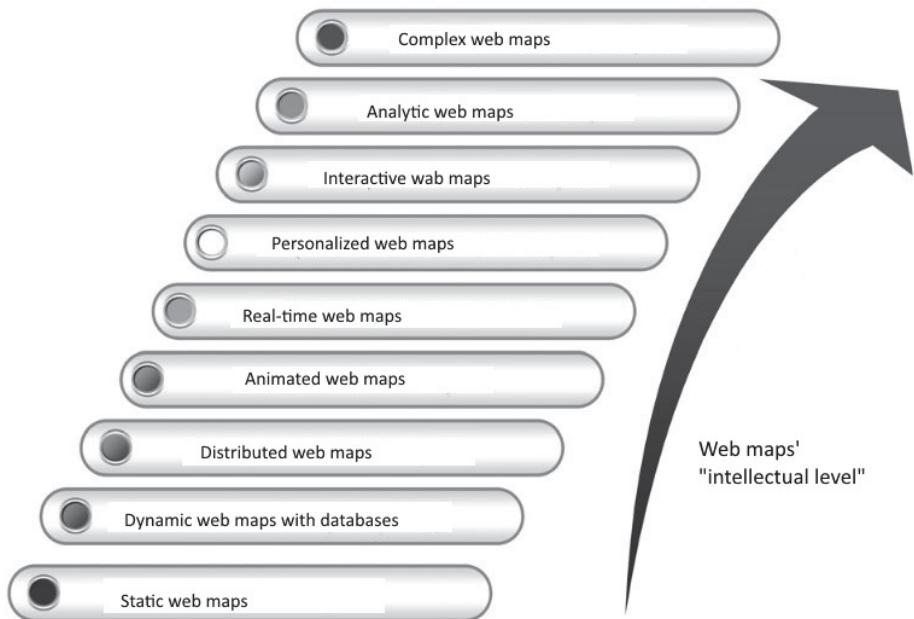 Complex web maps
Analytic web maps
Interactive wab maps
Personalized web maps
Real-time web maps
Animated web maps
Distributed web maps
Dynamic web maps with databases
Static web maps
Web maps'
"intellectual level"